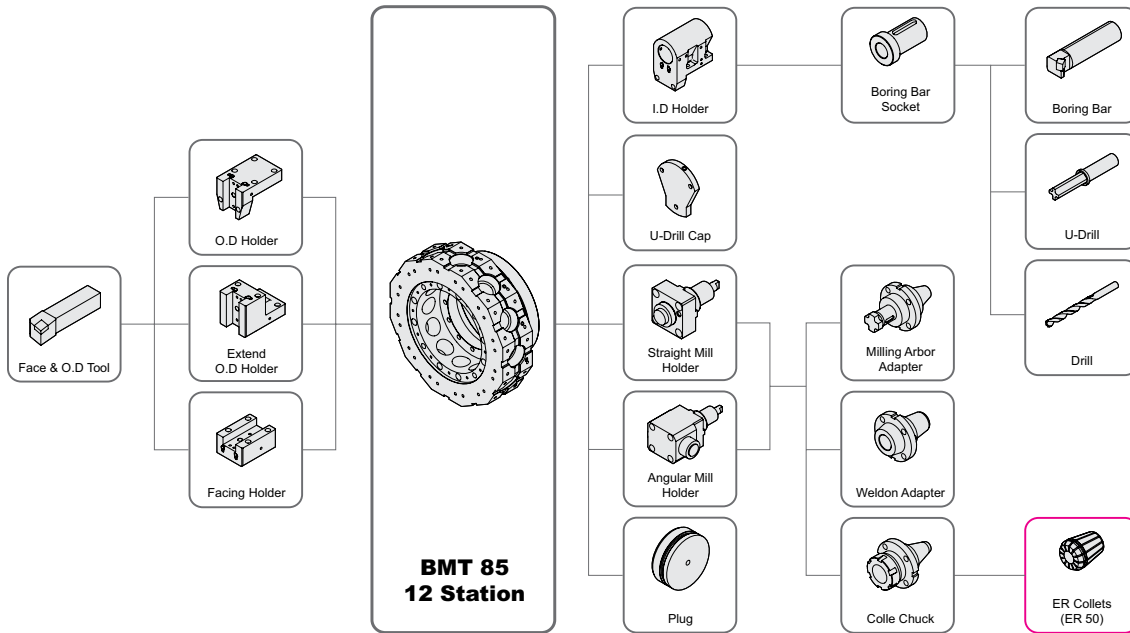 Face & O.D Tool
O.D Holder
Extend
O.D Holder
Facing Holder
BMT 85
12 Station
I.D Holder
U-Drill Cap
Straight Mill
Holder
Angular Mill
Holder
Plug
Boring Bar
Socket
Milling Arbor
Adapter
Weldon Adapter
Colle Chuck
Boring Bar
U-Drill
Drill
ER Collets
(ER 50)